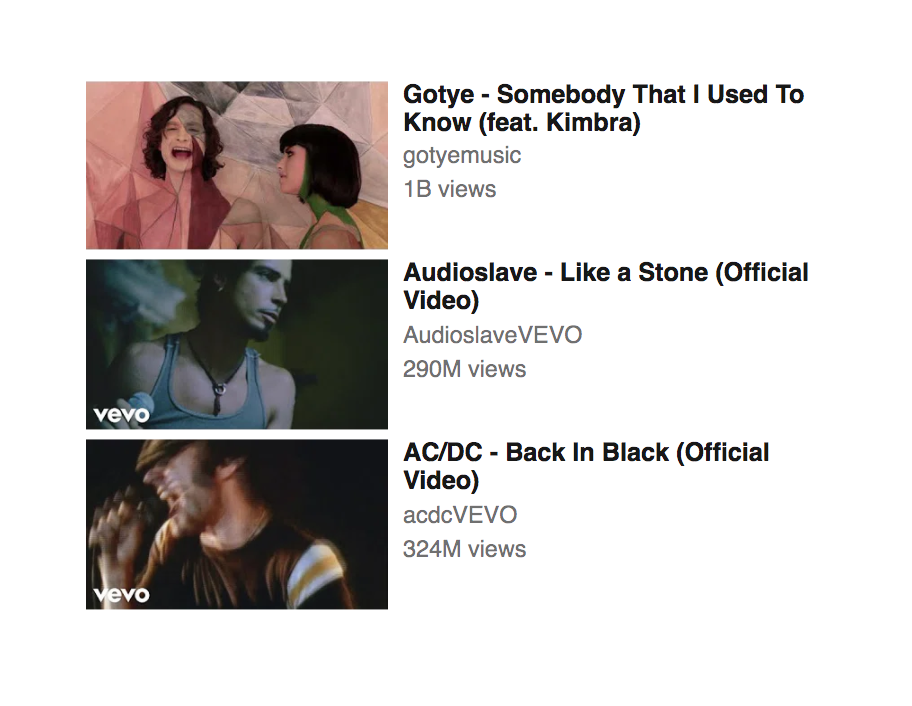 Gotye - Somebody That I Used To
Know (feat. Kimbra)
gotyemusic
1B views
Audioslave - Like a Stone (Official
Video)
AudioslaveVEVO
290M views
vevo
AC/DC - Back In Black (Official
Video)
acdcVEVO
324M views
vevo